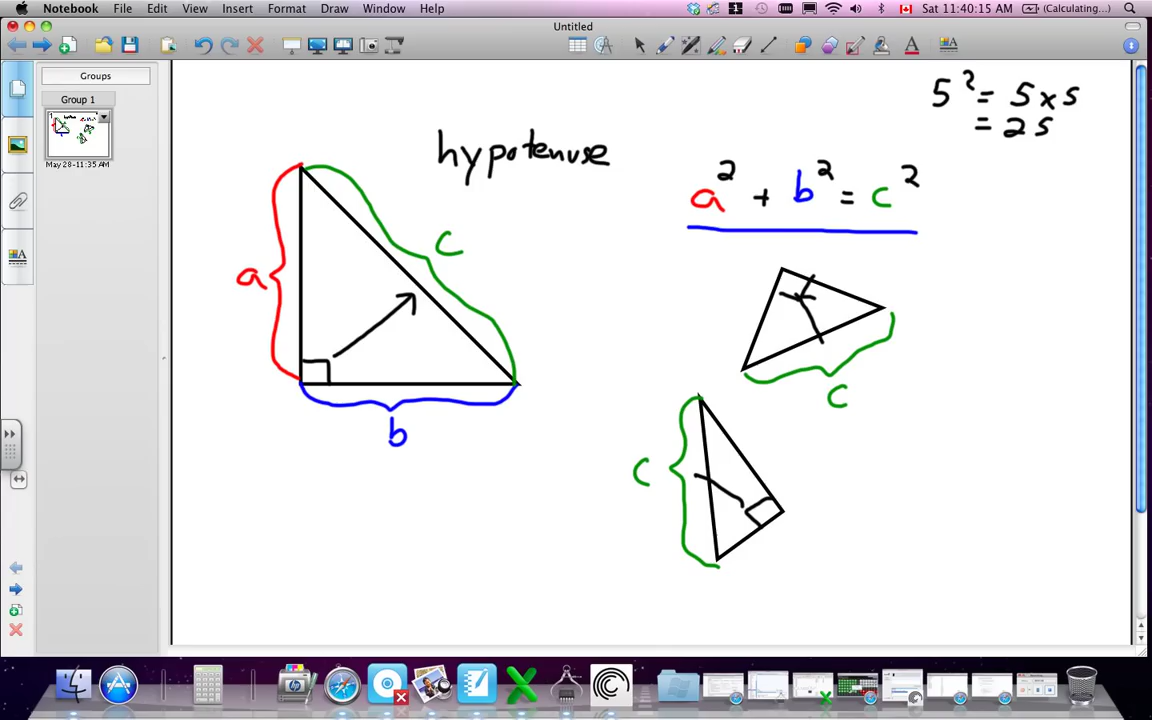 Notebook File Edit View Insert Format Draw Window Help Sat 11:40:15 AM (Calculating...)
Untitled
Groups
Group 1
May 28-11:35 AM
5² = 5 x 5
= 25
hypotenuse
a² + b² = c²
c
a
b
c
c